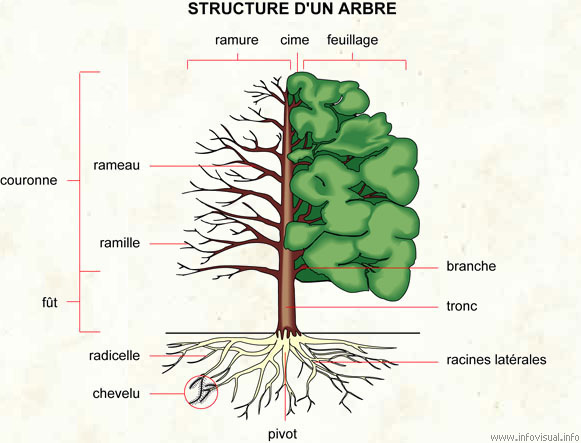 STRUCTURE D'UN ARBRE
ramure cime feuillage
rameau
couronne
ramille
branche
fût
tronc
radicelle
racines latérales
chevelu
pivot
www.infovisual.info